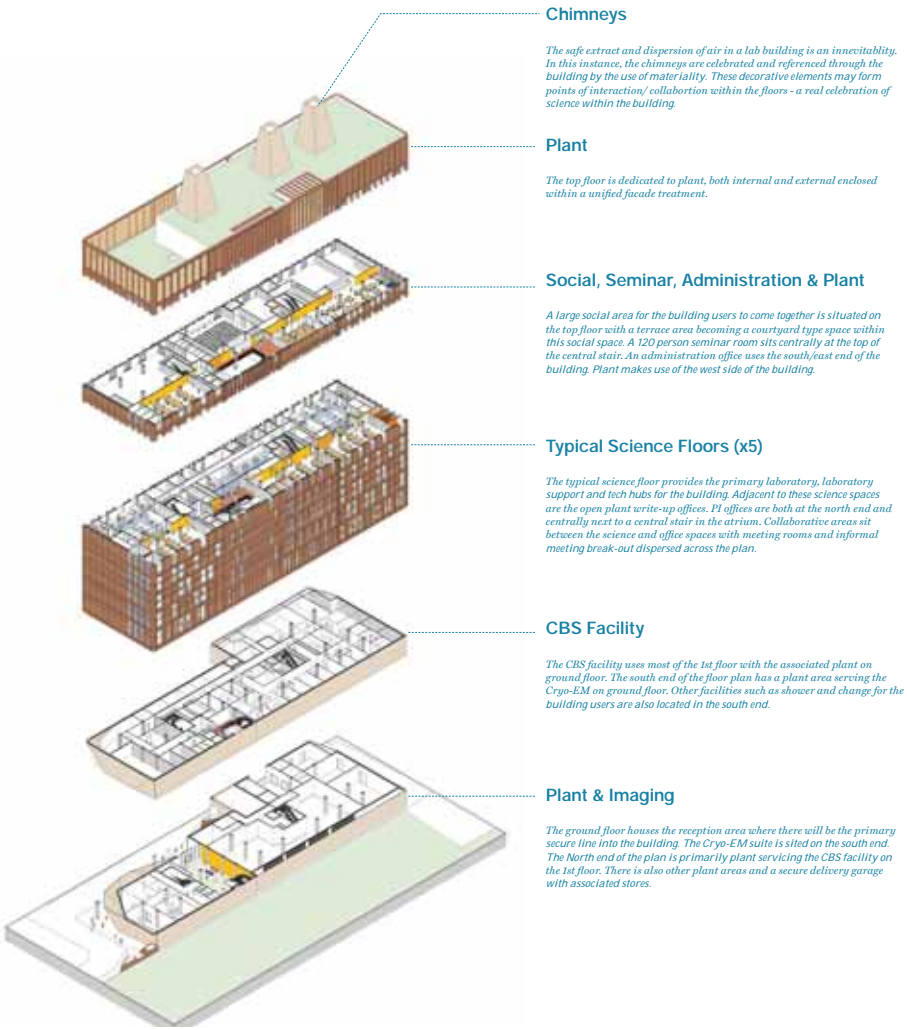 Chimneys
The safe extract and dispersion of air in a lab building is an innevitablity.
In this instance, the chimneys are celebrated and referenced through the
building by the use of materiality. These decorative elements may form
points of interaction/ collabortion within the floors - a real celebration of
science within the building.
Plant
The top floor is dedicated to plant, both internal and external enclosed
within a unified facade treatment.
Social, Seminar, Administration & Plant
A large social area for the building users to come together is situated on
the top floor with a terrace area becoming a courtyard type space within
this social space. A 120 person seminar room sits centrally at the top of
the central stair. An administration office uses the south/east end of the
building. Plant makes use of the west side of the building.
Typical Science Floors (x5)
The typical science floor provides the primary laboratory, laboratory
support and tech hubs for the building. Adjacent to these science spaces
are the open plant write-up offices. PI offices are both at the north end and
centrally next to a central stair in the atrium. Collaborative areas sit
between the science and office spaces with meeting rooms and informal
meeting break-out dispersed across the plan.
CBS Facility
The CBS facility uses most of the 1st floor with the associated plant on
ground floor. The south end of the floor plan has a plant area serving the
Cryo-EM on ground floor. Other facilities such as shower and change for the
building users are also located in the south end.
Plant & Imaging
The ground floor houses the reception area where there will be the primary
secure line into the building. The Cryo-EM suite is sited on the south end.
The North end of the plan is primarily plant servicing the CBS facility on
the 1st floor. There is also other plant areas and a secure delivery garage
with associated stores.